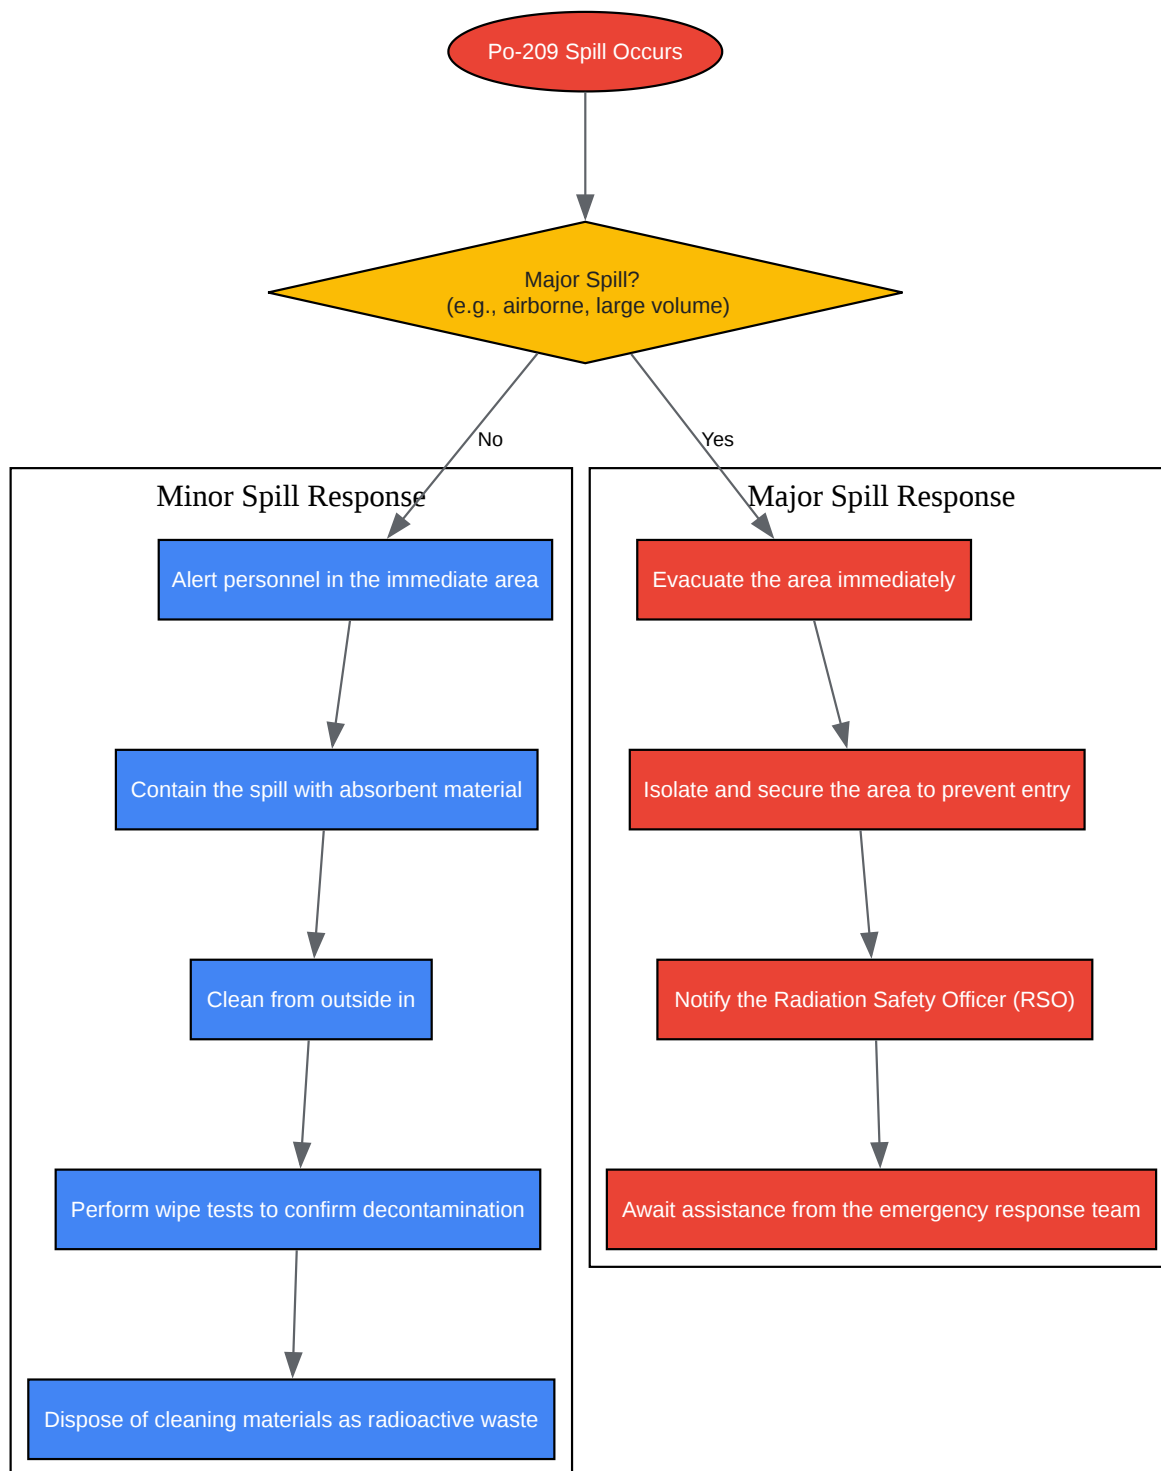 Po-209 Spill Occurs
Major Spill?
(e.g., airborne, large volume)
No
Yes
Minor Spill Response
Alert personnel in the immediate area
Contain the spill with absorbent material
Clean from outside in
Perform wipe tests to confirm decontamination
Dispose of cleaning materials as radioactive waste
Major Spill Response
Evacuate the area immediately
Isolate and secure the area to prevent entry
Notify the Radiation Safety Officer (RSO)
Await assistance from the emergency response team